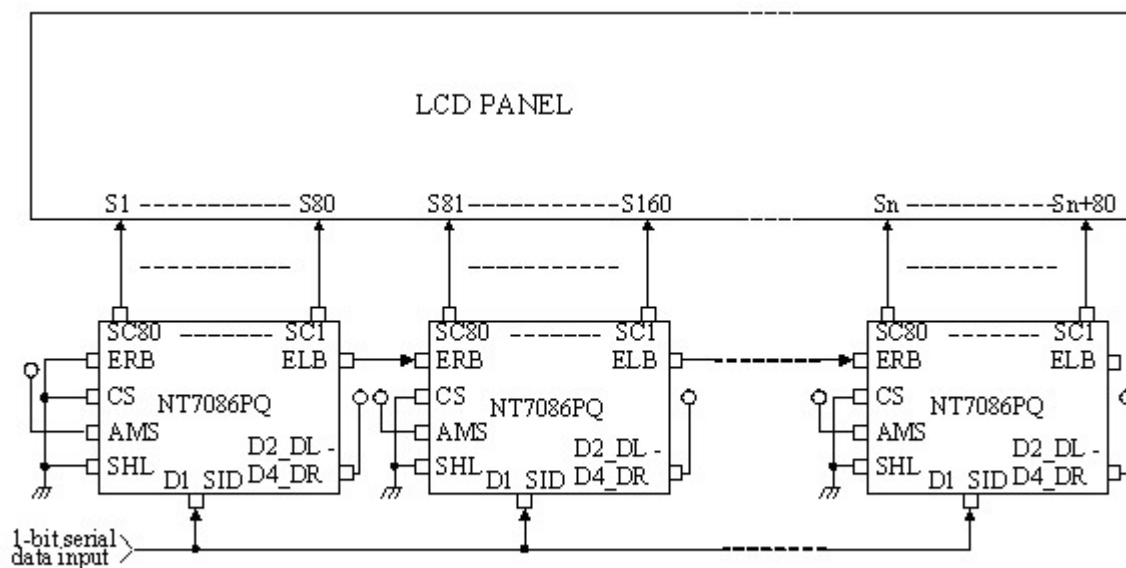 LCD PANEL
S1 ---------------- S80
S81 ---------------- S160
Sn ---------------- Sn+80
SC80 -------- SC1
ERB ELB
CS
NT7086PQ
AMS
D2_DL -
SHL
D4_DR
D1_SID
SC80 -------- SC1
ERB ELB
CS
NT7086PQ
AMS
D2_DL -
SHL
D4_DR
D1_SID
SC80 -------- SC1
ERB ELB
CS
NT7086PQ
AMS
D2_DL -
SHL
D4_DR
D1_SID
1-bit serial
data input